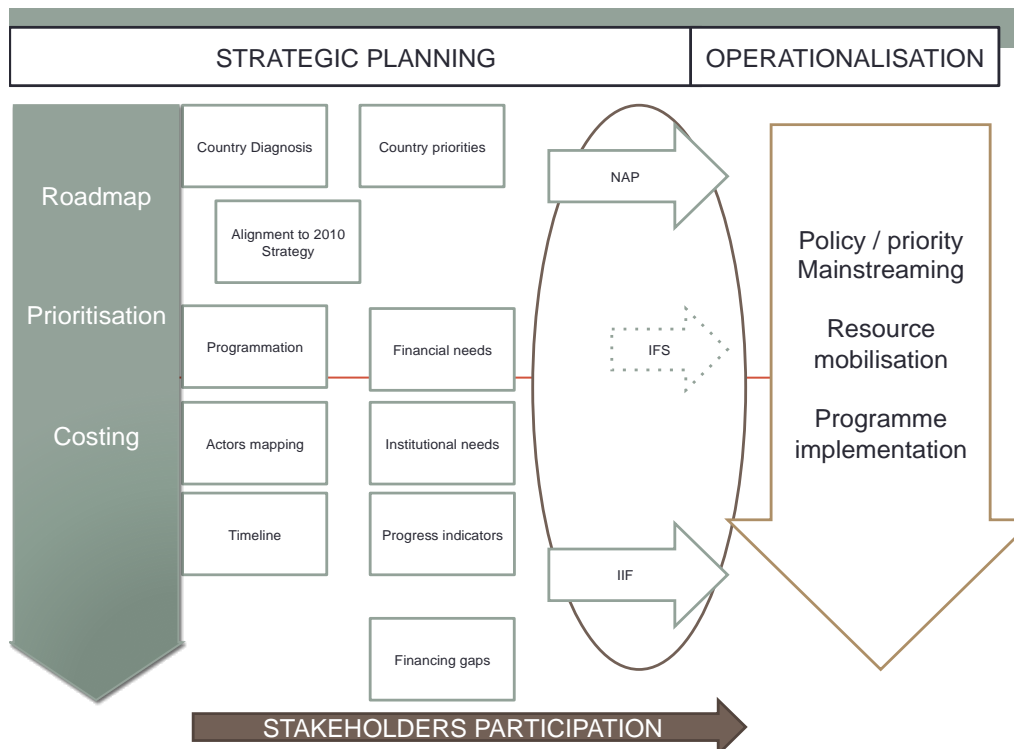 STRATEGIC PLANNING
OPERATIONALISATION
Roadmap
Prioritisation
Costing
Country Diagnosis
Country priorities
Alignment to 2010
Strategy
Programmation
Financial needs
Actors mapping
Institutional needs
Timeline
Progress indicators
Financing gaps
NAP
IFS
IIF
Policy / priority
Mainstreaming
Resource
mobilisation
Programme
implementation
STAKEHOLDERS PARTICIPATION